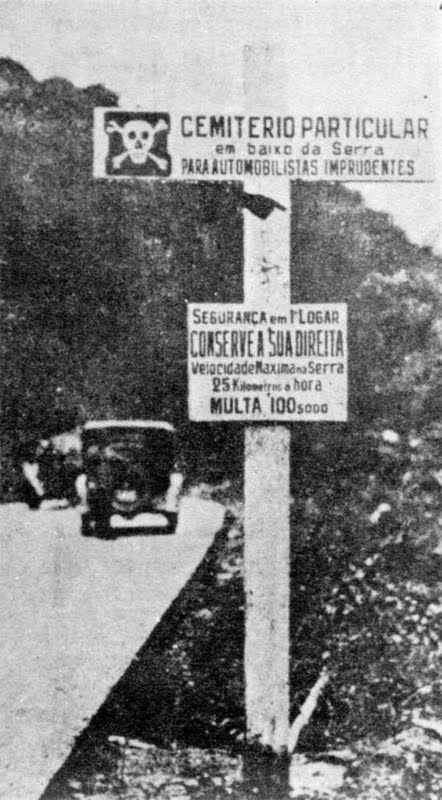 CEMITERIO PARTICULAR
em baixo da Serra
PARA AUTOMOBILISTAS IMPRUDENTES
SEGURANÇA em 1º LOGAR
CONSERVE A SUA DIREITA
Velocidade Maxima na Serra
25 Kilometros a hora
MULTA 100$000